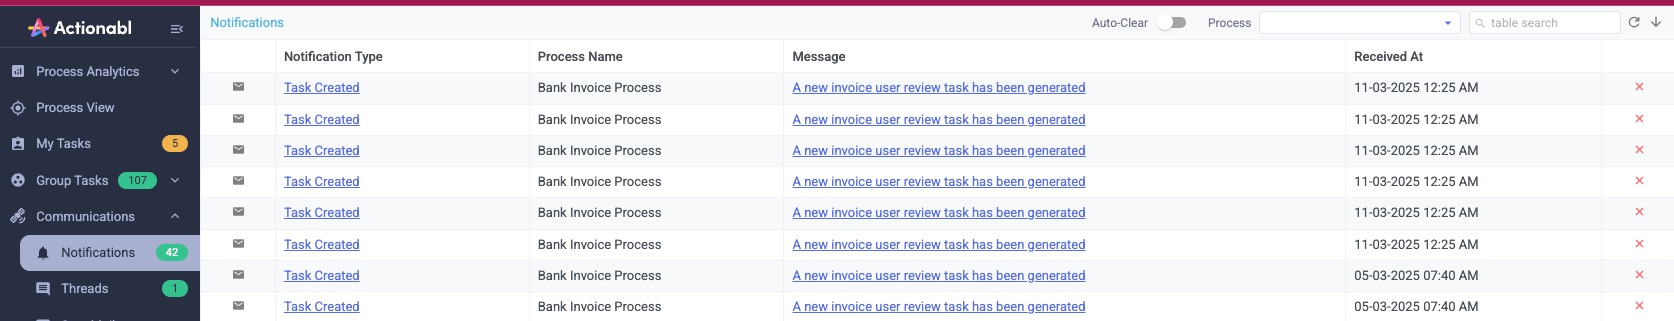 Actionabl
Process Analytics
Process View
My Tasks 5
Group Tasks 107
Communications
Notifications 42
Threads 1
Notifications Auto-Clear Process table search
Notification Type Process Name Message Received At
Task Created Bank Invoice Process A new invoice user review task has been generated 11-03-2025 12:25 AM
Task Created Bank Invoice Process A new invoice user review task has been generated 11-03-2025 12:25 AM
Task Created Bank Invoice Process A new invoice user review task has been generated 11-03-2025 12:25 AM
Task Created Bank Invoice Process A new invoice user review task has been generated 11-03-2025 12:25 AM
Task Created Bank Invoice Process A new invoice user review task has been generated 11-03-2025 12:25 AM
Task Created Bank Invoice Process A new invoice user review task has been generated 11-03-2025 12:25 AM
Task Created Bank Invoice Process A new invoice user review task has been generated 05-03-2025 07:40 AM
Task Created Bank Invoice Process A new invoice user review task has been generated 05-03-2025 07:40 AM